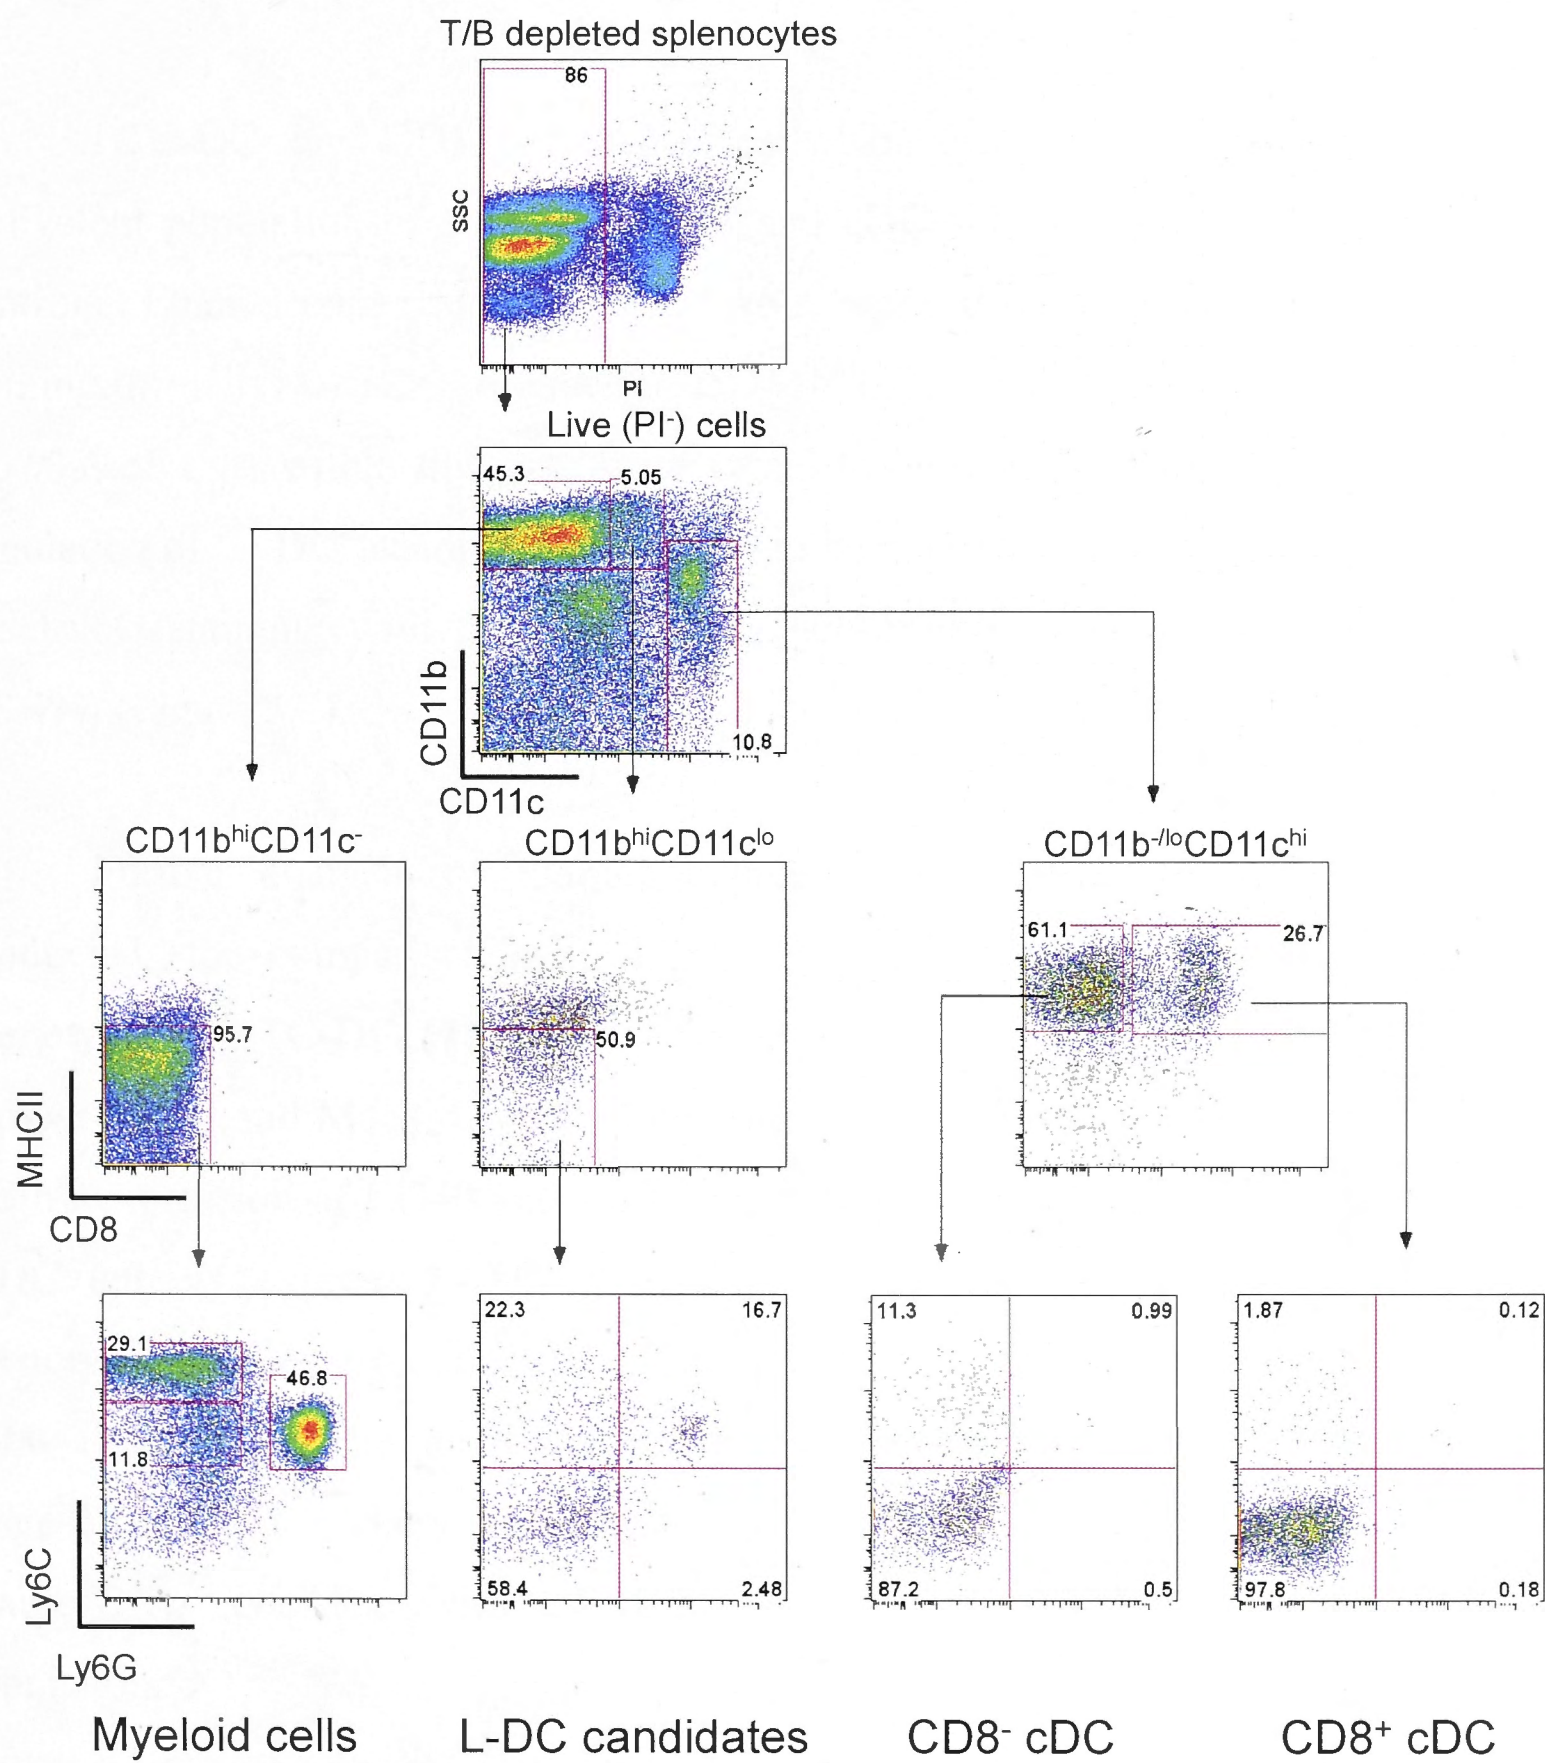 T/B depleted splenocytes
86
SSC
PI
Live (PI-) cells
45.3 5.05
10.8
CD11b
CD11c
CD11bhiCD11c-
CD11bhiCD11clo
CD11b-/loCD11chi
95.7
50.9
61.1 26.7
MHCII
CD8
29.1
46.8
11.8
22.3 16.7
58.4 2.48
11.3 0.99
87.2 0.5
1.87 0.12
97.8 0.18
Ly6C
Ly6G
Myeloid cells
L-DC candidates
CD8- cDC
CD8+ cDC